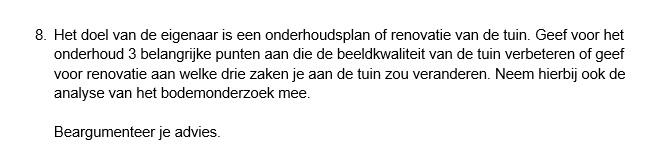 8. Het doel van de eigenaar is een onderhoudsplan of renovatie van de tuin. Geef voor het
onderhoud 3 belangrijke punten aan die de beeldkwaliteit van de tuin verbeteren of geef
voor renovatie aan welke drie zaken je aan de tuin zou veranderen. Neem hierbij ook de
analyse van het bodemonderzoek mee.
Beargumenteer je advies.